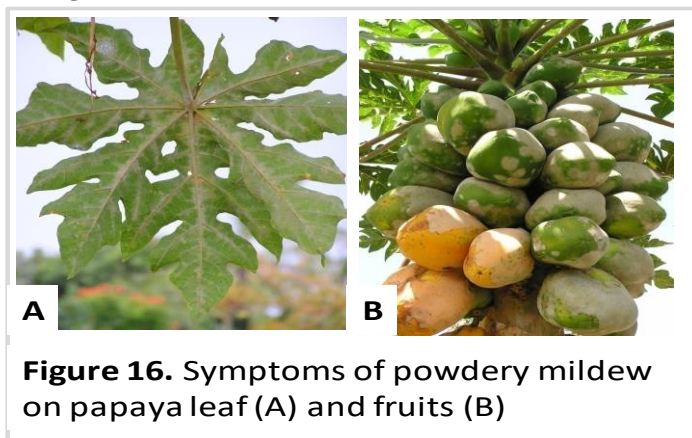 A
B
Figure 16. Symptoms of powdery mildew
on papaya leaf (A) and fruits (B)